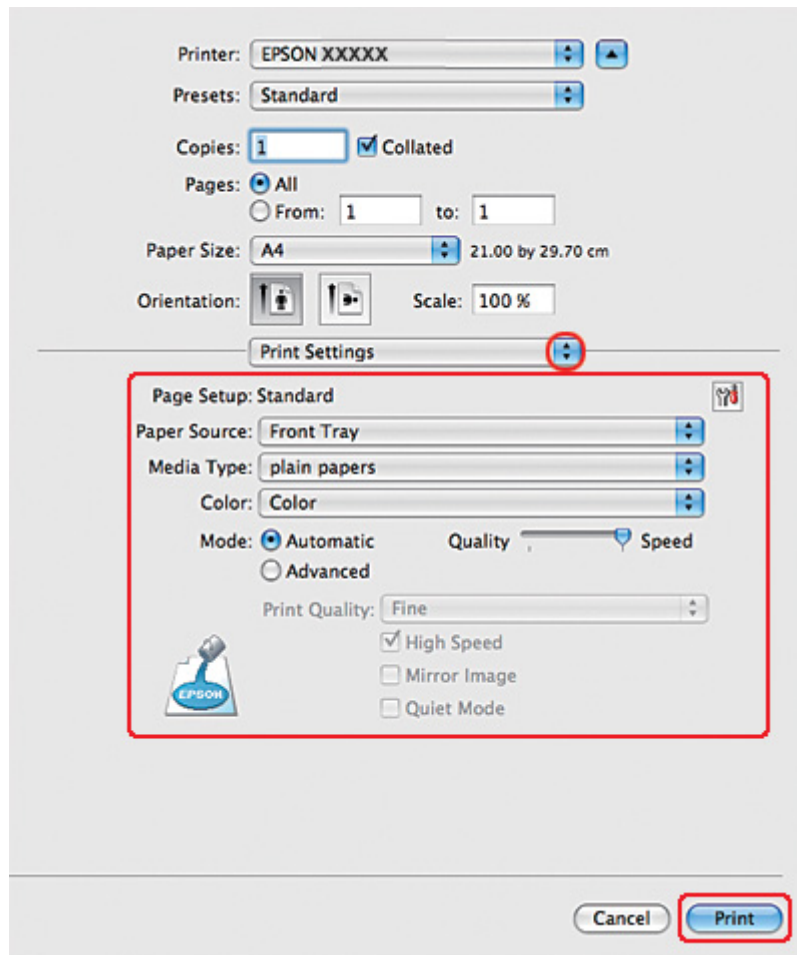 Printer: EPSON XXXXX
Presets: Standard
Copies: 1 Collated
Pages: All
From: 1 to: 1
Paper Size: A4 21.00 by 29.70 cm
Orientation: Scale: 100 %
Print Settings
Page Setup: Standard
Paper Source: Front Tray
Media Type: plain papers
Color: Color
Mode: Automatic Quality Speed
Advanced
Print Quality: Fine
High Speed
Mirror Image
EPSON
Quiet Mode
Cancel Print